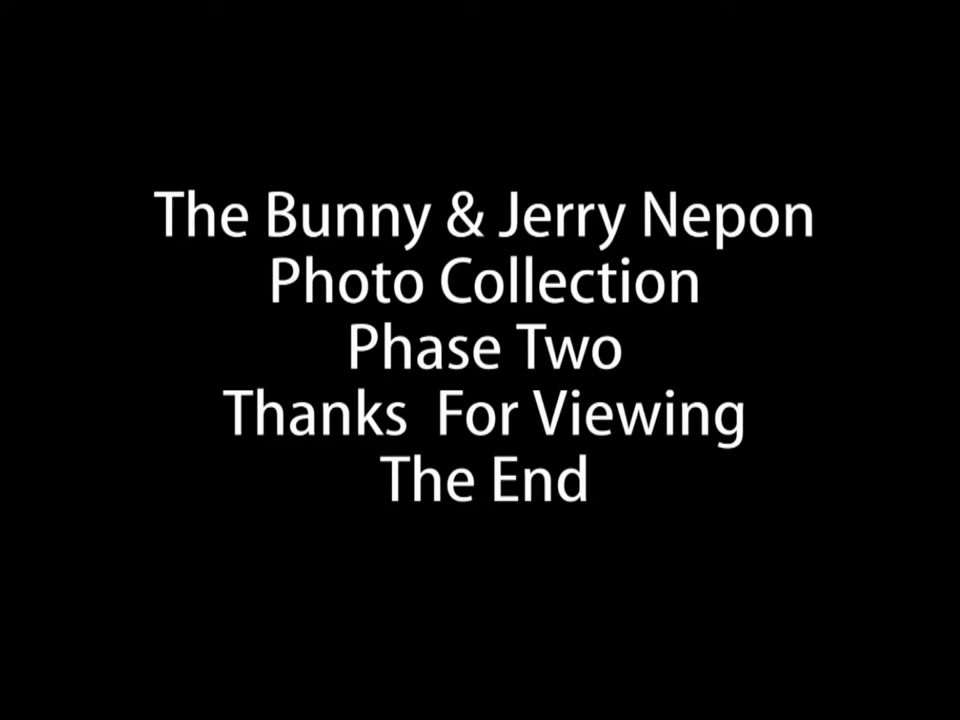 The Bunny & Jerry Nepon
Photo Collection
Phase Two
Thanks  For Viewing
The End